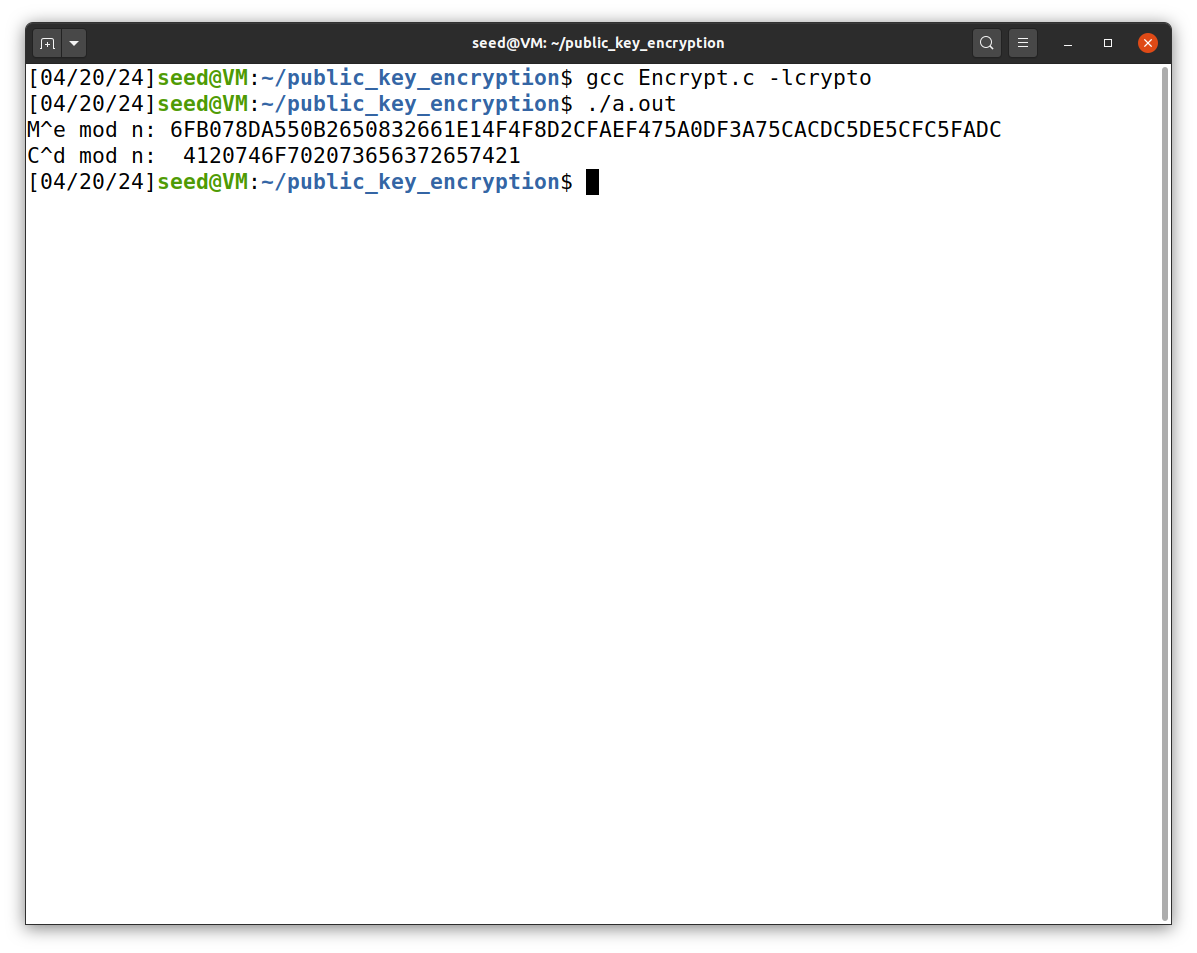 seed@VM: ~/public_key_encryption
[04/20/24]seed@VM:~/public_key_encryption$ gcc Encrypt.c -lcrypto
[04/20/24]seed@VM:~/public_key_encryption$ ./a.out
M^e mod n: 6FB078DA550B2650832661E14F4F8D2CFAEF475A0DF3A75CACDC5DE5CFC5FADC
C^d mod n:  4120746F702073656372657421
[04/20/24]seed@VM:~/public_key_encryption$